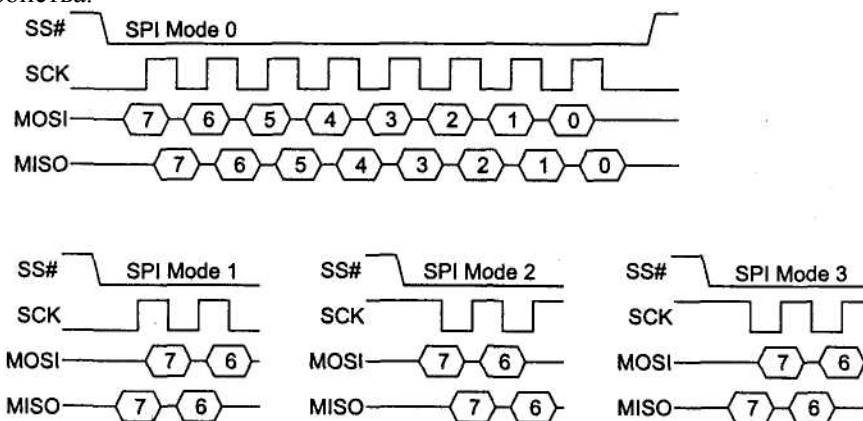 SS# SPI Mode 0
SCK
MOSI 7 6 5 4 3 2 1 0
MISO 7 6 5 4 3 2 1 0
SS# SPI Mode 1
SCK
MOSI 7 6
MISO 7 6
SS# SPI Mode 2
SCK
MOSI 7 6
MISO 7 6
SS# SPI Mode 3
SCK
MOSI 7 6
MISO 7 6